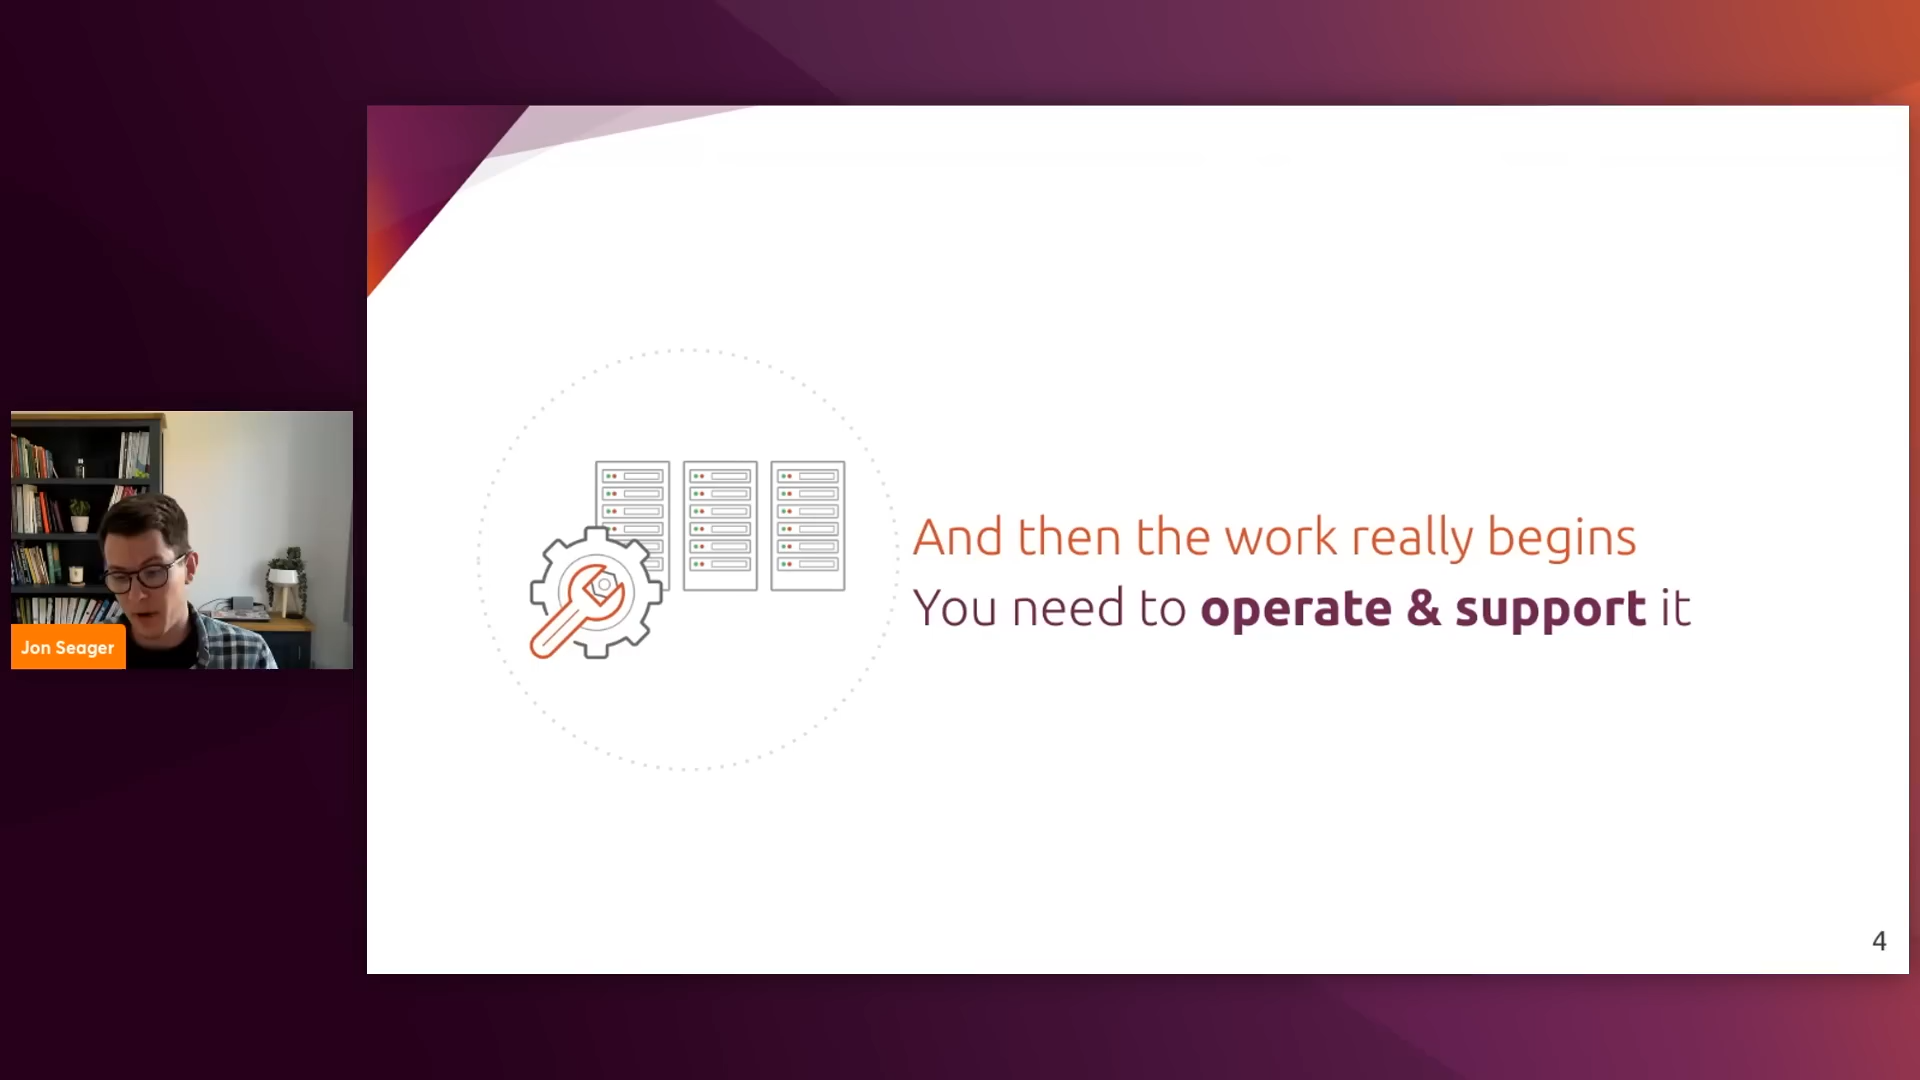 And then the work really begins
You need to operate & support it
Jon Seager
4